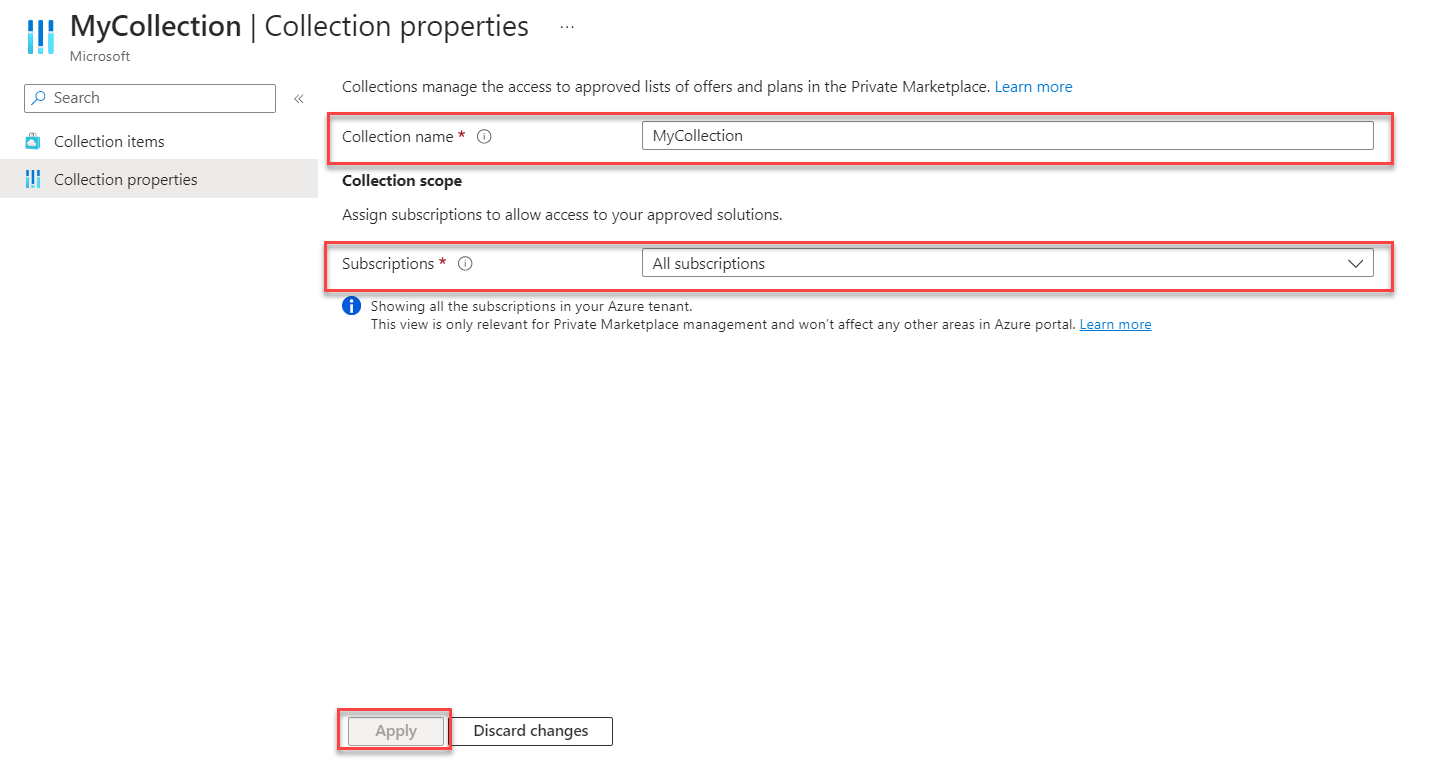 MyCollection | Collection properties ...
Microsoft
Search «
Collection items
Collection properties
Collections manage the access to approved lists of offers and plans in the Private Marketplace. Learn more
Collection name * MyCollection
Collection scope
Assign subscriptions to allow access to your approved solutions.
Subscriptions * All subscriptions
Showing all the subscriptions in your Azure tenant.
This view is only relevant for Private Marketplace management and won't affect any other areas in Azure portal. Learn more
Apply Discard changes